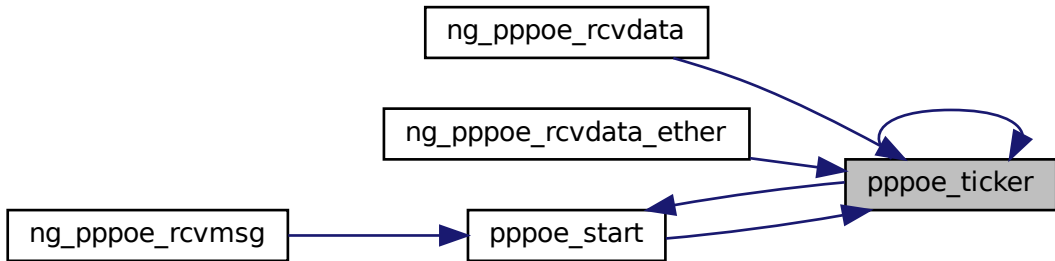 ng_pppoe_rcvdata
ng_pppoe_rcvdata_ether
pppoe_ticker
pppoe_start
ng_pppoe_rcvmsg